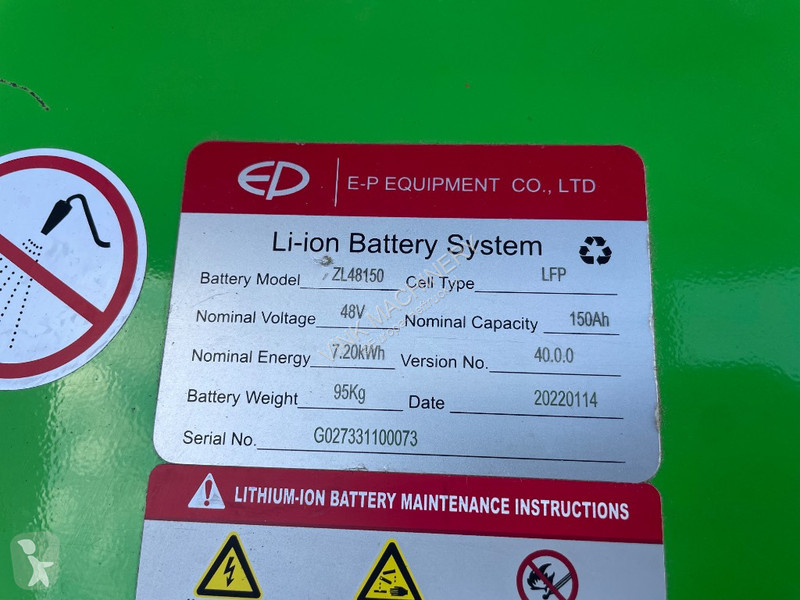 EP E-P EQUIPMENT CO., LTD
Li-ion Battery System
Battery Model ZL48150 Cell Type LFP
Nominal Voltage 48V Nominal Capacity 150Ah
Nominal Energy 7.20kWh Version No. 40.0.0
Battery Weight 95Kg Date 20220114
Serial No. G027331100073
LITHIUM-ION BATTERY MAINTENANCE INSTRUCTIONS